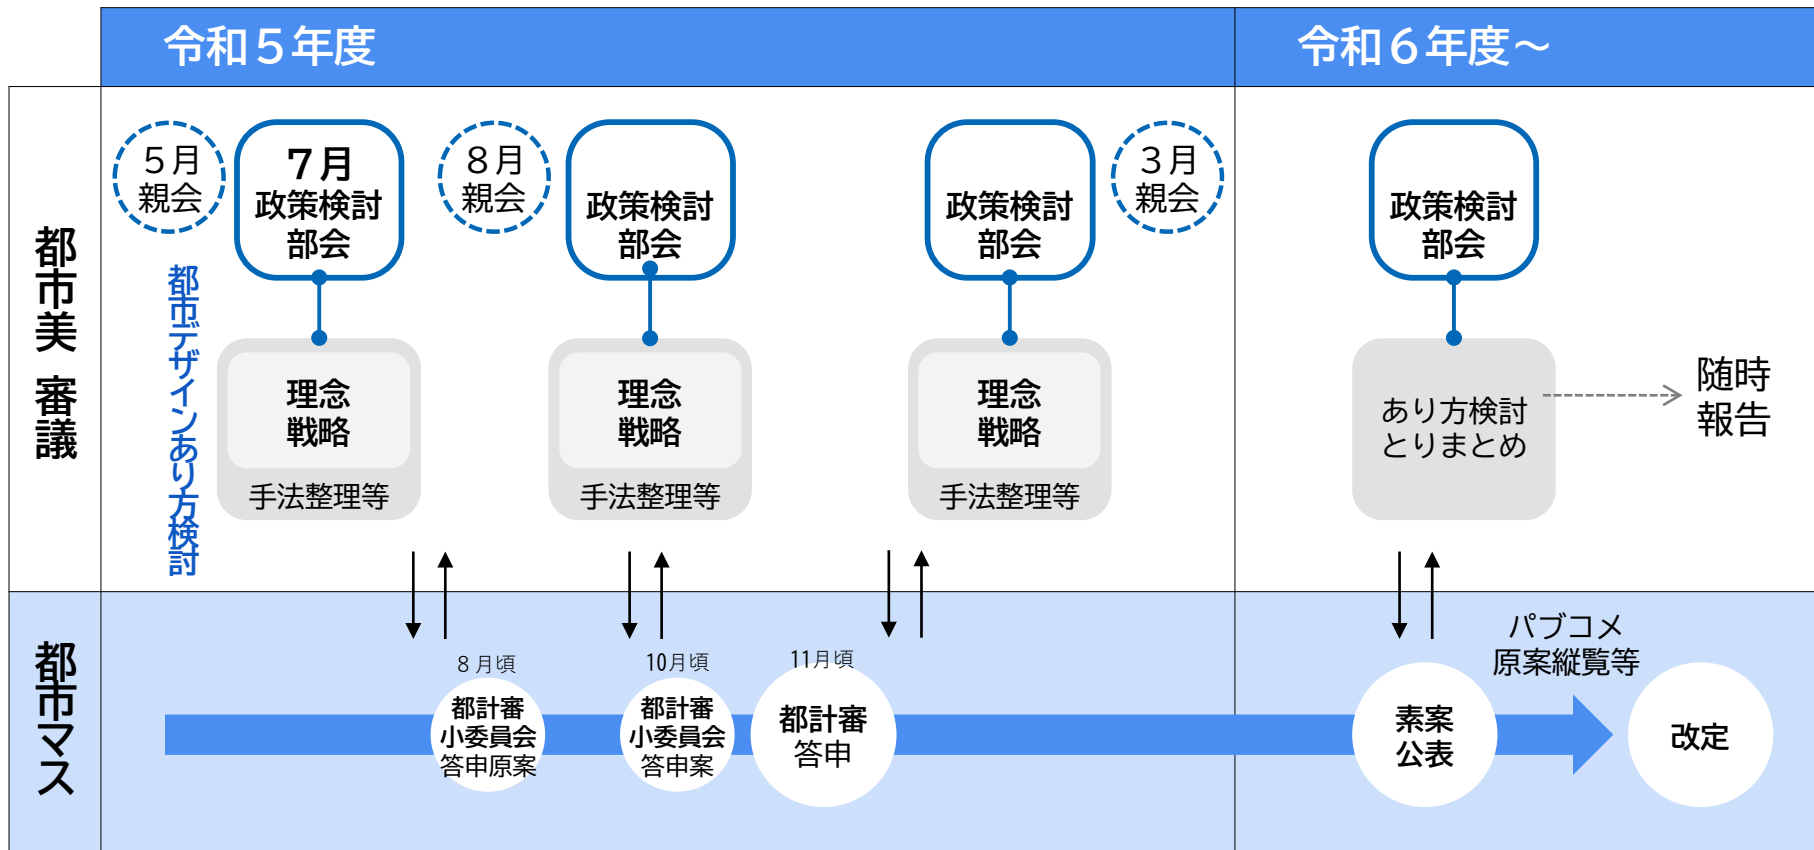 令和５年度
令和６年度～
都市美 審議
５月
親会
７月
政策検討
部会
８月
親会
政策検討
部会
政策検討
部会
３月
親会
政策検討
部会
都市デザインあり方検討
理念
戦略
手法整理等
理念
戦略
手法整理等
理念
戦略
手法整理等
あり方検討
とりまとめ
随時
報告
都市マス
８月頃
都計審
小委員会
答申原案
10月頃
都計審
小委員会
答申案
11月頃
都計審
答申
素案
公表
パブコメ
原案縦覧等
改定